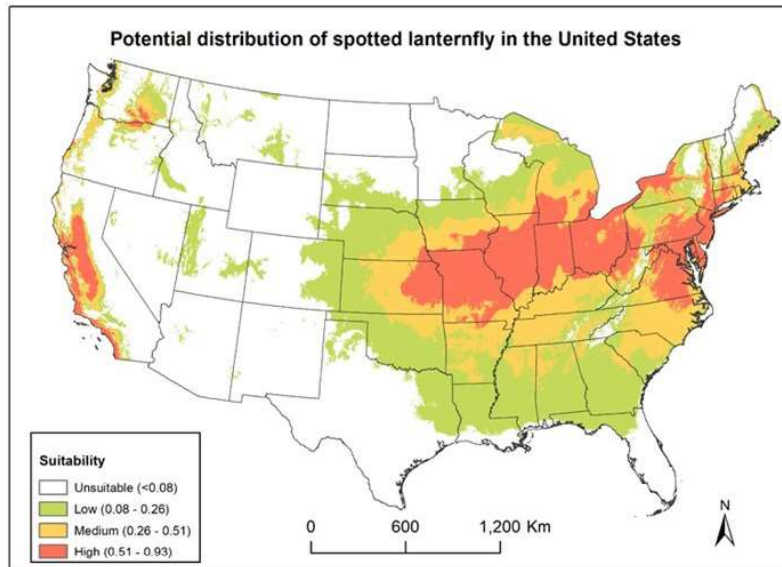 Potential distribution of spotted lanternfly in the United States
Suitability
Unsuitable (<0.08)
Low (0.08 - 0.26)
Medium (0.26 - 0.51)
High (0.51 - 0.93)
0 600 1,200 Km
N